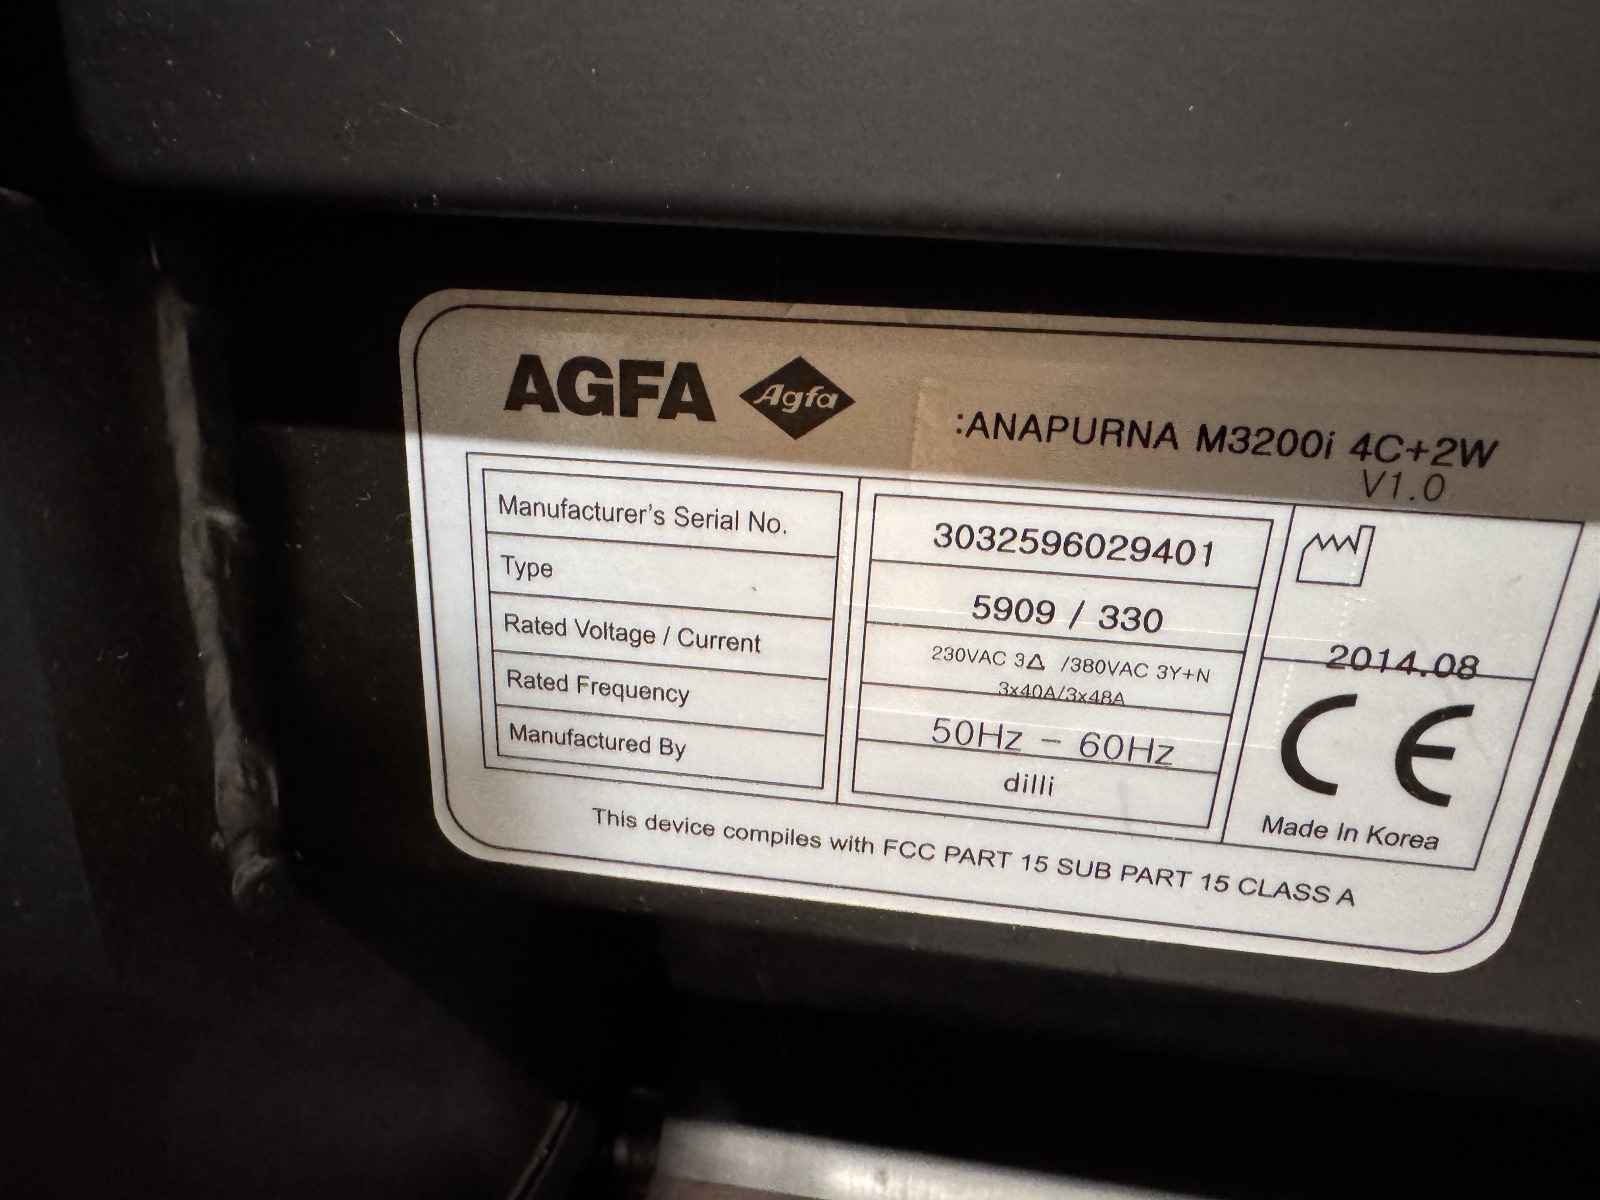 AGFA Agfa
:ANAPURNA M3200i 4C+2W
V1.0
Manufacturer's Serial No. 3032596029401
Type 5909 / 330
Rated Voltage / Current 230VAC 3Δ /380VAC 3Y+N
3x40A/3x48A
Rated Frequency 50Hz – 60Hz
Manufactured By dilli
2014.08
CE
Made In Korea
This device compiles with FCC PART 15 SUB PART 15 CLASS A